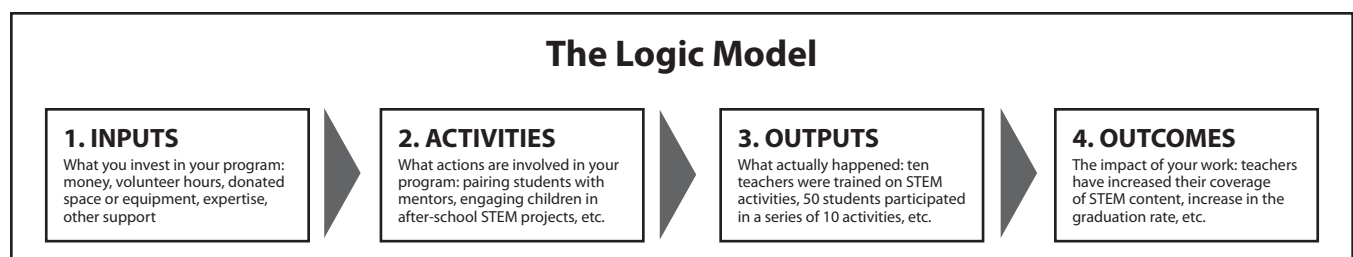 The Logic Model
1. INPUTS
What you invest in your program:
money, volunteer hours, donated
space or equipment, expertise,
other support
2. ACTIVITIES
What actions are involved in your
program: pairing students with
mentors, engaging children in
after-school STEM projects, etc.
3. OUTPUTS
What actually happened: ten
teachers were trained on STEM
activities, 50 students participated
in a series of 10 activities, etc.
4. OUTCOMES
The impact of your work: teachers
have increased their coverage
of STEM content, increase in the
graduation rate, etc.